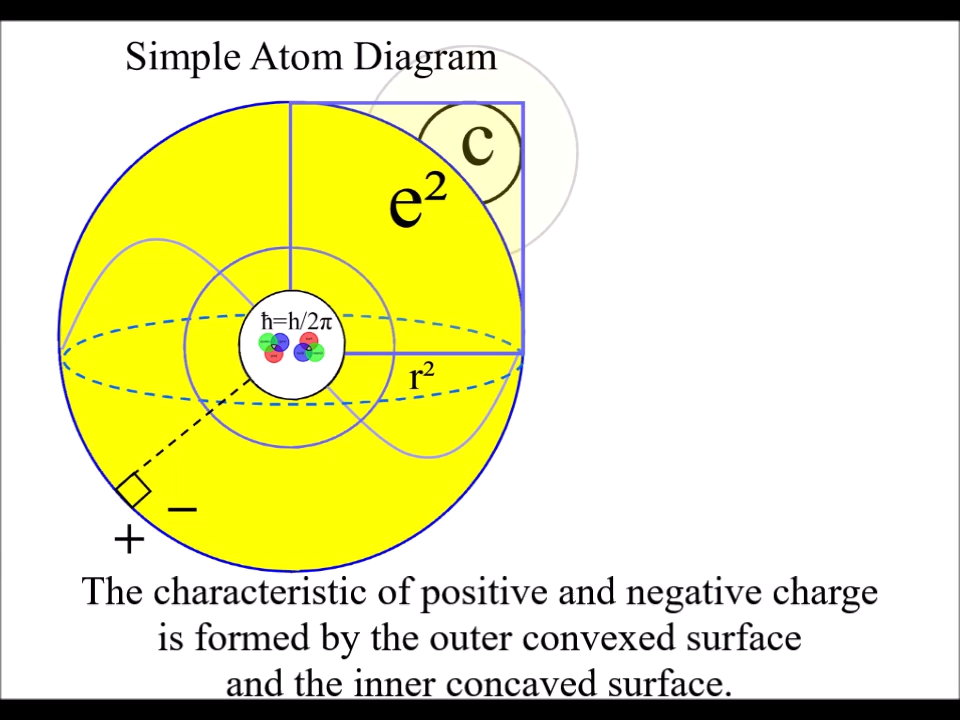 Simple Atom Diagram
c
e²
ħ=h/2π
r²
−
+
The characteristic of positive and negative charge
is formed by the outer convexed surface
and the inner concaved surface.